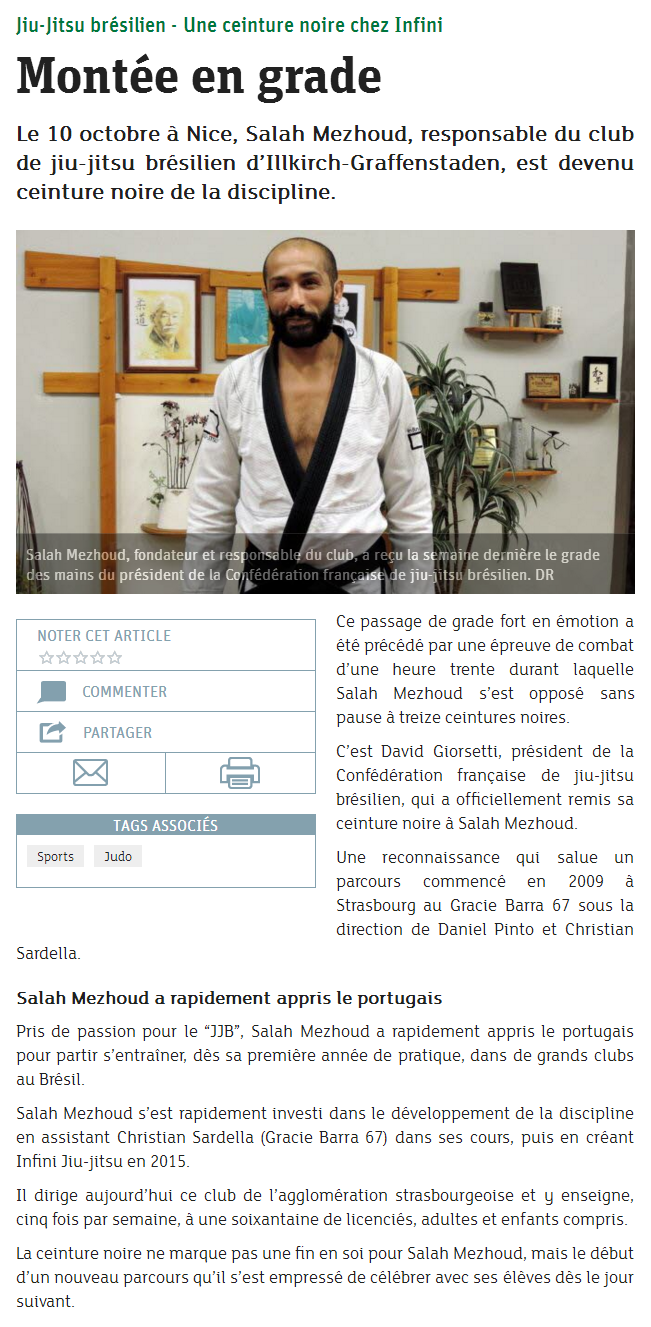 Jiu-Jitsu brésilien - Une ceinture noire chez Infini
Montée en grade
Le 10 octobre à Nice, Salah Mezhoud, responsable du club
de jiu-jitsu brésilien d’Illkirch-Graffenstaden, est devenu
ceinture noire de la discipline.
柔道
Salah Mezhoud, fondateur et responsable du club, a reçu la semaine dernière le grade
des mains du président de la Confédération française de jiu-jitsu brésilien. DR
NOTER CET ARTICLE
COMMENTER
PARTAGER
TAGS ASSOCIÉS
Sports
Judo
Ce passage de grade fort en émotion a
été précédé par une épreuve de combat
d’une heure trente durant laquelle
Salah Mezhoud s’est opposé sans
pause à treize ceintures noires.
C’est David Giorsetti, président de la
Confédération française de jiu-jitsu
brésilien, qui a officiellement remis sa
ceinture noire à Salah Mezhoud.
Une reconnaissance qui salue un
parcours commencé en 2009 à
Strasbourg au Gracie Barra 67 sous la
direction de Daniel Pinto et Christian
Sardella.
Salah Mezhoud a rapidement appris le portugais
Pris de passion pour le “JJB”, Salah Mezhoud a rapidement appris le portugais
pour partir s’entraîner, dès sa première année de pratique, dans de grands clubs
au Brésil.
Salah Mezhoud s’est rapidement investi dans le développement de la discipline
en assistant Christian Sardella (Gracie Barra 67) dans ses cours, puis en créant
Infini Jiu-jitsu en 2015.
Il dirige aujourd’hui ce club de l’agglomération strasbourgeoise et y enseigne,
cinq fois par semaine, à une soixantaine de licenciés, adultes et enfants compris.
La ceinture noire ne marque pas une fin en soi pour Salah Mezhoud, mais le début
d’un nouveau parcours qu’il s’est empressé de célébrer avec ses élèves dès le jour
suivant.